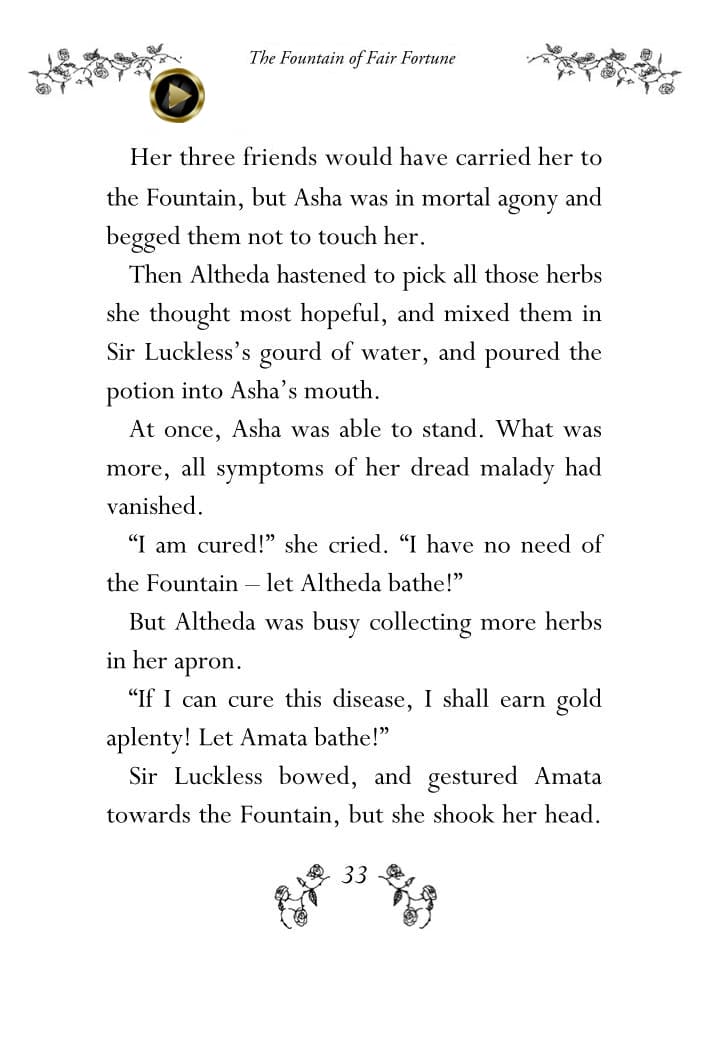 The Fountain of Fair Fortune
Her three friends would have carried her to
the Fountain, but Asha was in mortal agony and
begged them not to touch her.
Then Altheda hastened to pick all those herbs
she thought most hopeful, and mixed them in
Sir Luckless’s gourd of water, and poured the
potion into Asha’s mouth.
At once, Asha was able to stand. What was
more, all symptoms of her dread malady had
vanished.
“I am cured!” she cried. “I have no need of
the Fountain – let Altheda bathe!”
But Altheda was busy collecting more herbs
in her apron.
“If I can cure this disease, I shall earn gold
aplenty! Let Amata bathe!”
Sir Luckless bowed, and gestured Amata
towards the Fountain, but she shook her head.
33